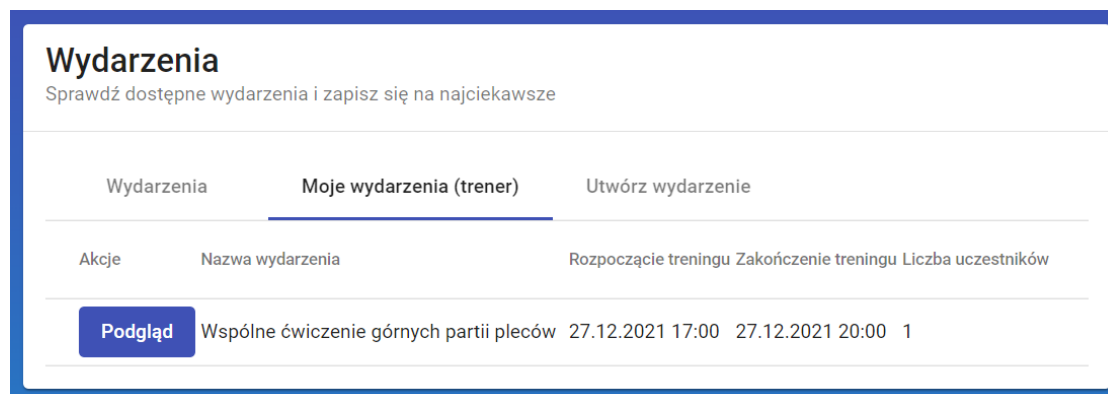 Wydarzenia
Sprawdź dostępne wydarzenia i zapisz się na najciekawsze
Wydarzenia Moje wydarzenia (trener) Utwórz wydarzenie
Akcje Nazwa wydarzenia Rozpoczącie treningu Zakończenie treningu Liczba uczestników
Podgląd Wspólne ćwiczenie górnych partii pleców 27.12.2021 17:00 27.12.2021 20:00 1